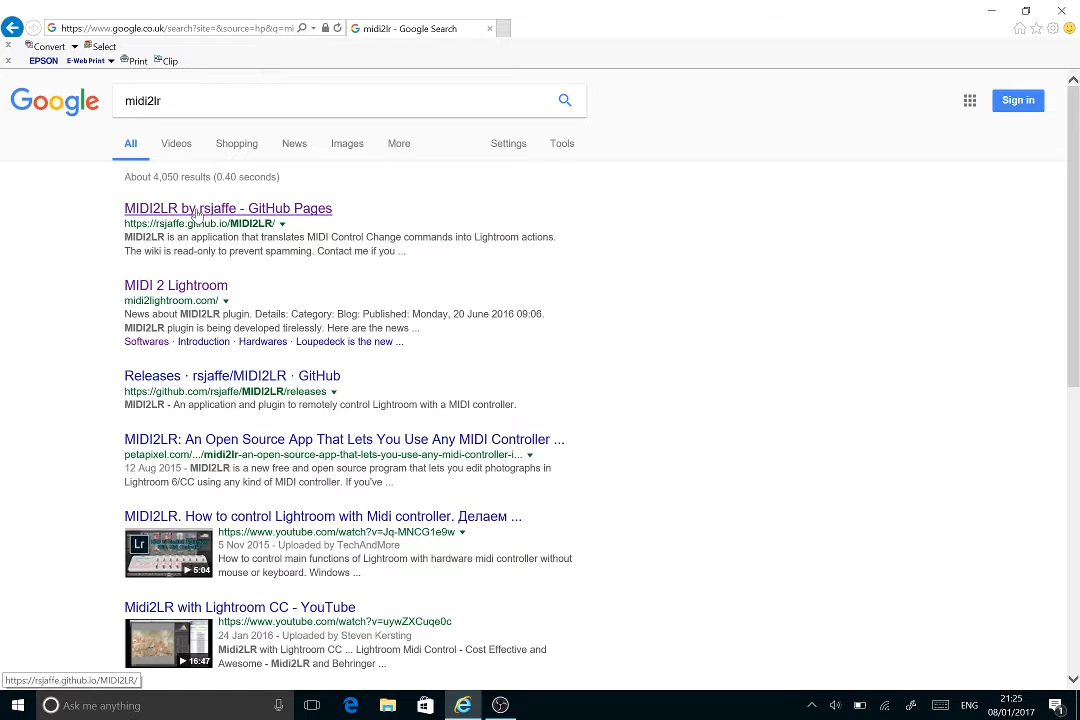 https://www.google.co.uk/search?site=&source=hp&q=mi
midi2lr - Google Search
Convert
Select
EPSON
E-Web Print
Print
Clip
Google
midi2lr
Sign in
All
Videos
Shopping
News
Images
More
Settings
Tools
About 4,050 results (0.40 seconds)
MIDI2LR by rsjaffe - GitHub Pages
https://rsjaffe.github.io/MIDI2LR/
MIDI2LR is an application that translates MIDI Control Change commands into Lightroom actions.
The wiki is read-only to prevent spamming. Contact me if you ...
MIDI 2 Lightroom
midi2lightroom.com/
News about MIDI2LR plugin. Details: Category: Blog: Published: Monday, 20 June 2016 09:06.
MIDI2LR plugin is being developed tirelessly. Here are the news ...
Softwares · Introduction · Hardwares · Loupedeck is the new ...
Releases · rsjaffe/MIDI2LR · GitHub
https://github.com/rsjaffe/MIDI2LR/releases
MIDI2LR - An application and plugin to remotely control Lightroom with a MIDI controller.
MIDI2LR: An Open Source App That Lets You Use Any MIDI Controller ...
petapixel.com/.../midi2lr-an-open-source-app-that-lets-you-use-any-midi-controller-i...
12 Aug 2015 - MIDI2LR is a new free and open source program that lets you edit photographs in
Lightroom 6/CC using any kind of MIDI controller. If you've ...
MIDI2LR. How to control Lightroom with Midi controller. Делаем ...
https://www.youtube.com/watch?v=Jq-MNCG1e9w
5 Nov 2015 - Uploaded by TechAndMore
How to control main functions of Lightroom with hardware midi controller without
mouse or keyboard. Windows ...
Lr
5:04
Midi2LR with Lightroom CC - YouTube
https://www.youtube.com/watch?v=uywZXCuqe0c
24 Jan 2016 - Uploaded by Steven Kersting
Midi2LR with Lightroom CC ... Lightroom Midi Control - Cost Effective and
Awesome - Midi2LR and Behringer ...
16:47
https://rsjaffe.github.io/MIDI2LR/
Ask me anything
ENG
21:25
08/01/2017
1